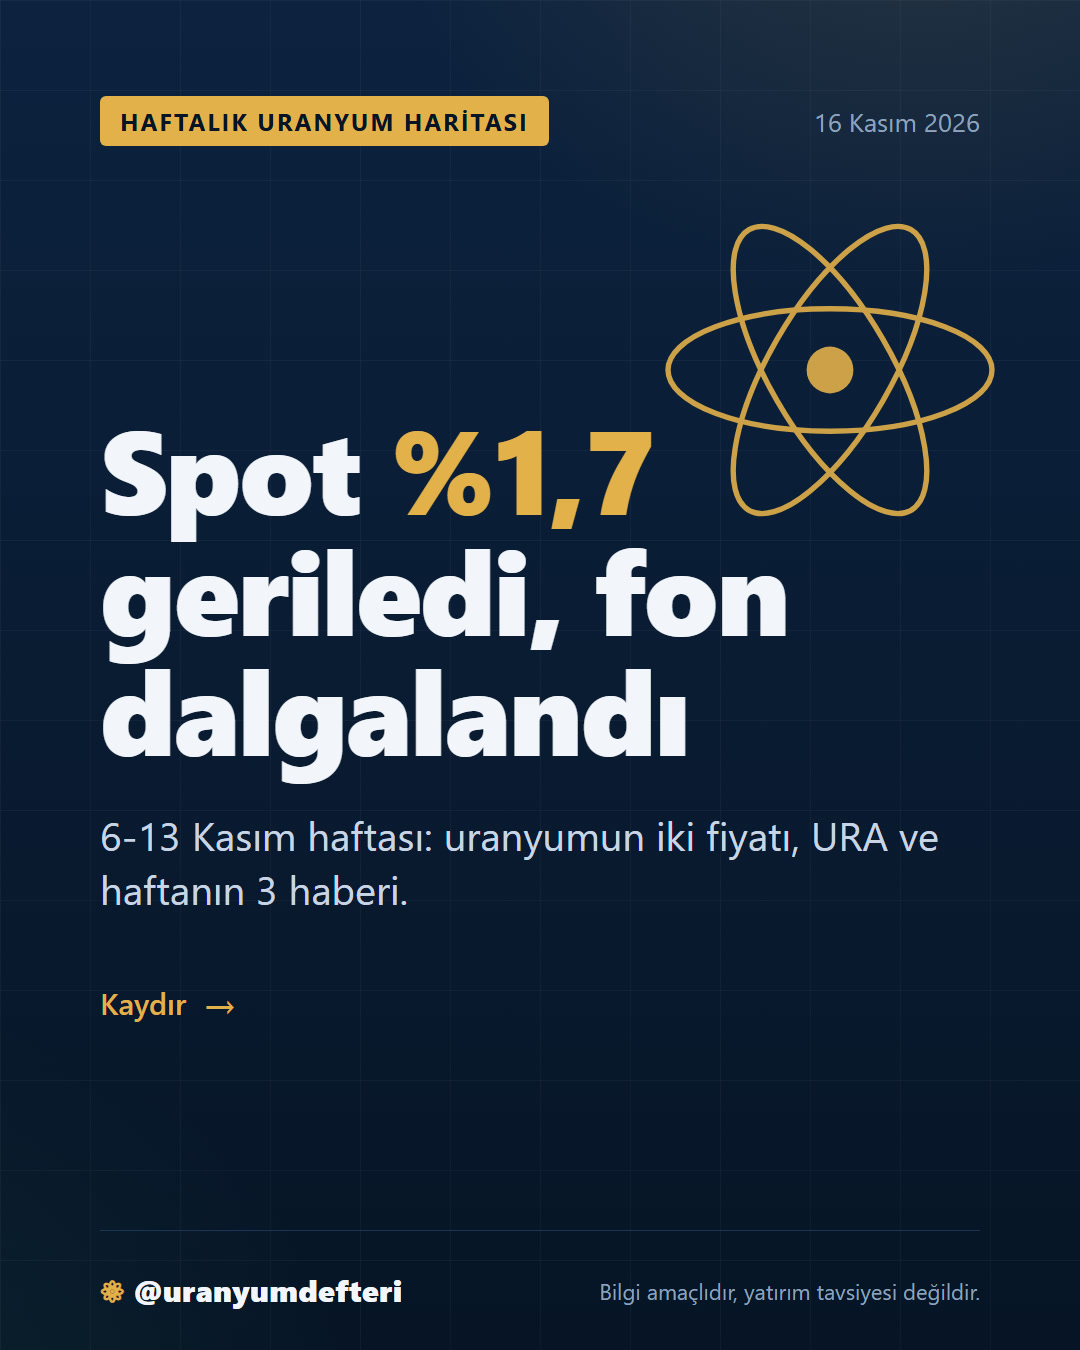 HAFTALIK URANYUM HARİTASI
16 Kasım 2026
Spot %1,7
geriledi, fon
dalgalandı
6-13 Kasım haftası: uranyumun iki fiyatı, URA ve
haftanın 3 haberi.
Kaydır →
@uranyumdefteri
Bilgi amaçlıdır, yatırım tavsiyesi değildir.